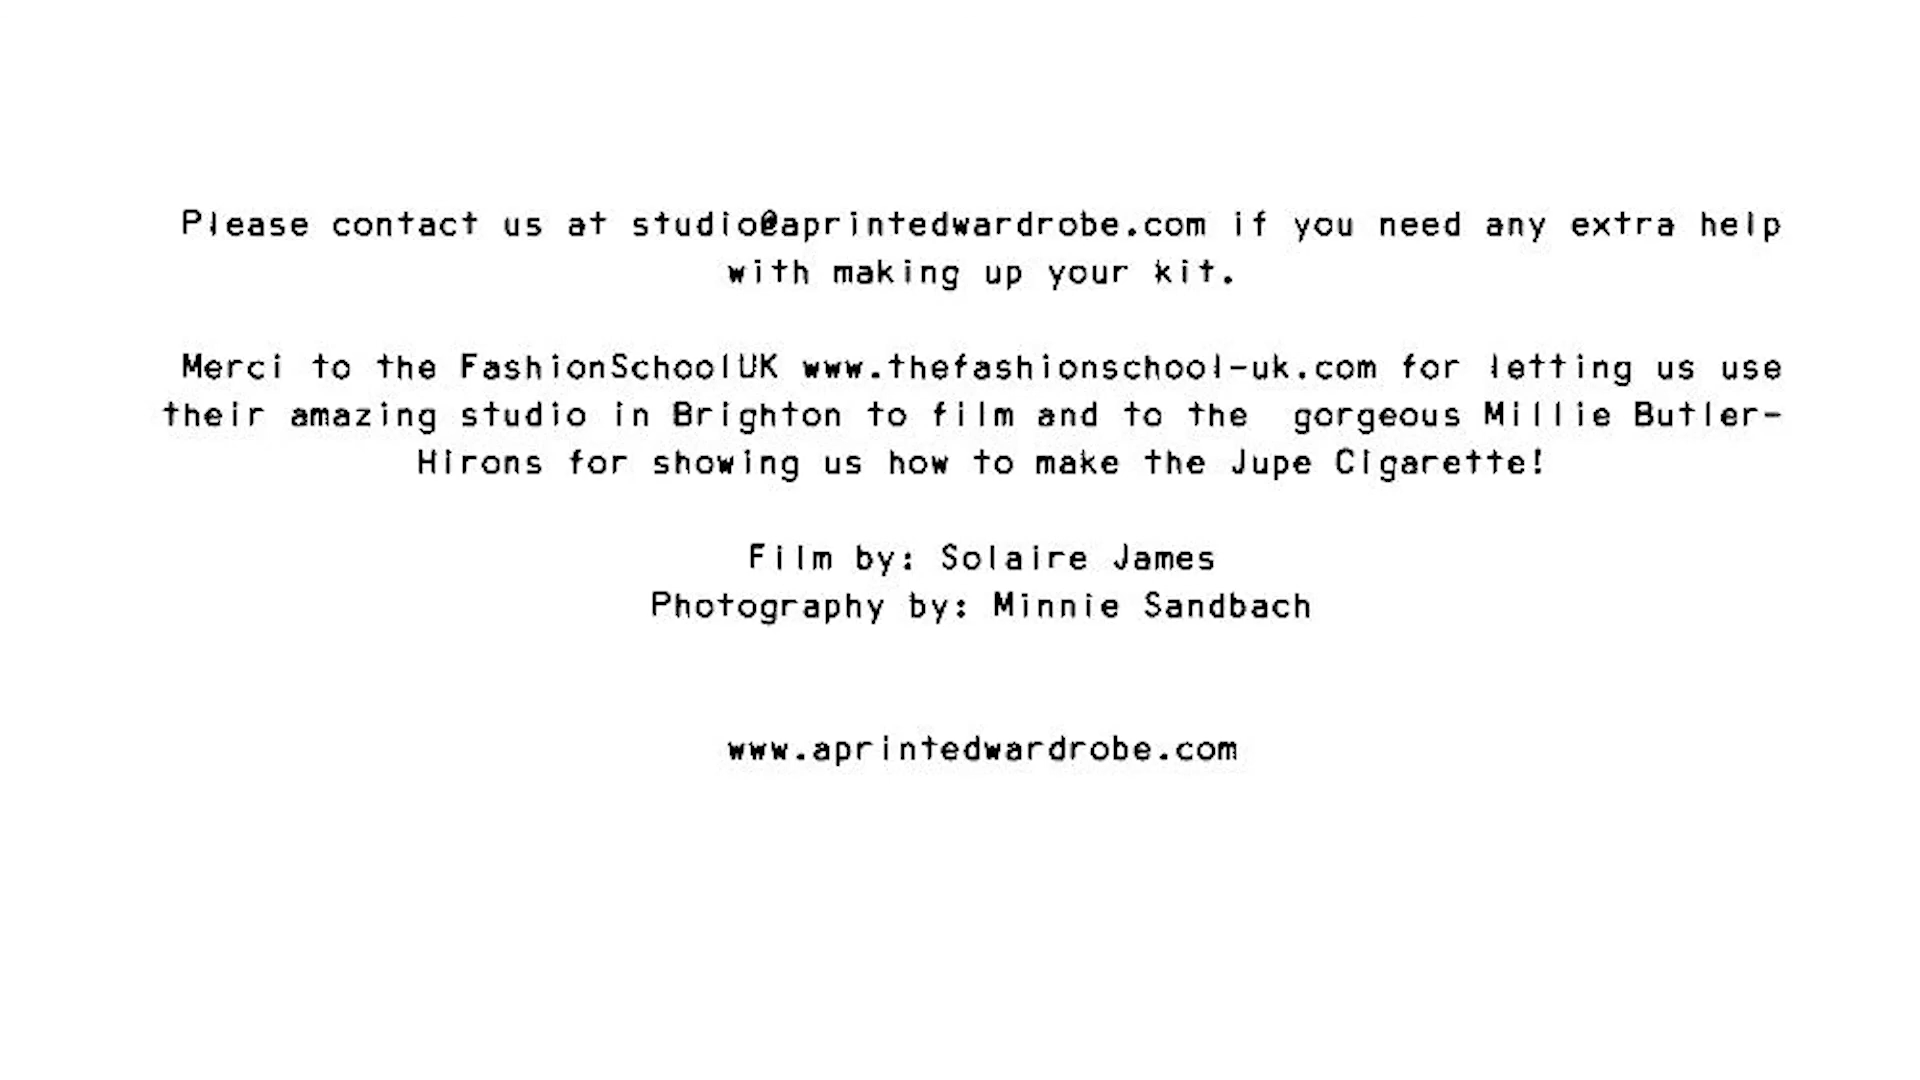 Please contact us at studio@aprintedwardrobe.com if you need any extra help
with making up your kit.
Merci to the FashionSchoolUK www.thefashionschool-uk.com for letting us use
their amazing studio in Brighton to film and to the  gorgeous Millie Butler-
Hirons for showing us how to make the Jupe Cigarette!
Film by: Solaire James
Photography by: Minnie Sandbach
www.aprintedwardrobe.com